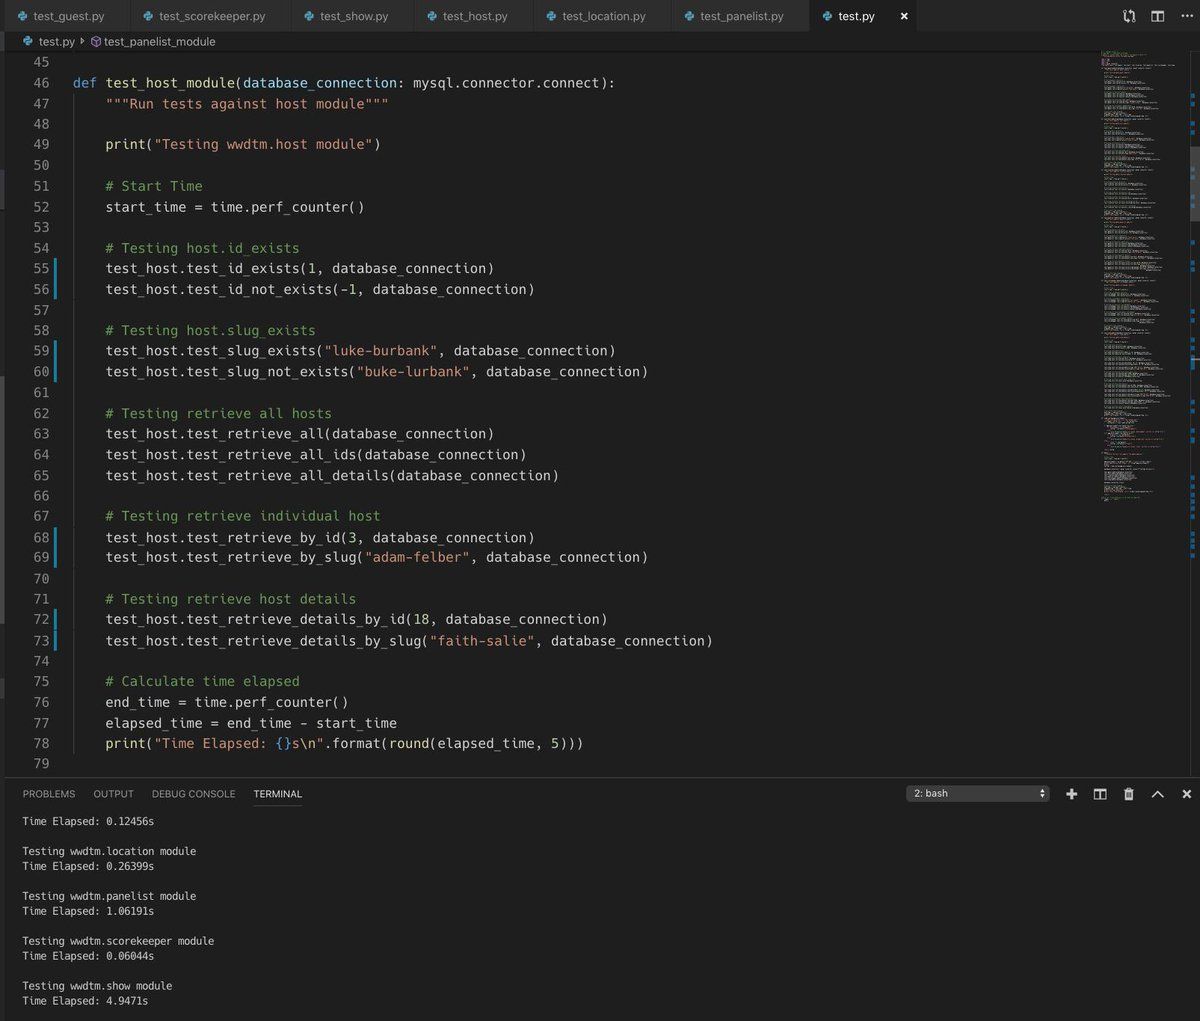 test_guest.py test_scorekeeper.py test_show.py test_host.py test_location.py test_panelist.py test.py
test.py test_panelist_module
45
46 def test_host_module(database_connection: mysql.connector.connect):
47     """Run tests against host module"""
48
49     print("Testing wwdtm.host module")
50
51     # Start Time
52     start_time = time.perf_counter()
53
54     # Testing host.id_exists
55     test_host.test_id_exists(1, database_connection)
56     test_host.test_id_not_exists(-1, database_connection)
57
58     # Testing host.slug_exists
59     test_host.test_slug_exists("luke-burbank", database_connection)
60     test_host.test_slug_not_exists("buke-lurbank", database_connection)
61
62     # Testing retrieve all hosts
63     test_host.test_retrieve_all(database_connection)
64     test_host.test_retrieve_all_ids(database_connection)
65     test_host.test_retrieve_all_details(database_connection)
66
67     # Testing retrieve individual host
68     test_host.test_retrieve_by_id(3, database_connection)
69     test_host.test_retrieve_by_slug("adam-felber", database_connection)
70
71     # Testing retrieve host details
72     test_host.test_retrieve_details_by_id(18, database_connection)
73     test_host.test_retrieve_details_by_slug("faith-salie", database_connection)
74
75     # Calculate time elapsed
76     end_time = time.perf_counter()
77     elapsed_time = end_time - start_time
78     print("Time Elapsed: {}s\n".format(round(elapsed_time, 5)))
79
PROBLEMS OUTPUT DEBUG CONSOLE TERMINAL 2: bash
Time Elapsed: 0.12456s
Testing wwdtm.location module
Time Elapsed: 0.26399s
Testing wwdtm.panelist module
Time Elapsed: 1.06191s
Testing wwdtm.scorekeeper module
Time Elapsed: 0.06044s
Testing wwdtm.show module
Time Elapsed: 4.9471s